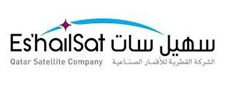 Es'hailSat سهيل سات
Qatar Satellite Company الشركة القطرية للأقمار الصناعية